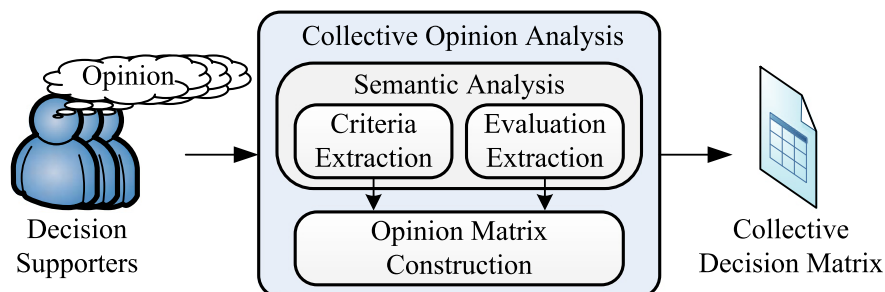 Opinion
Decision
Supporters
Collective Opinion Analysis
Semantic Analysis
Criteria
Extraction
Evaluation
Extraction
Opinion Matrix
Construction
Collective
Decision Matrix